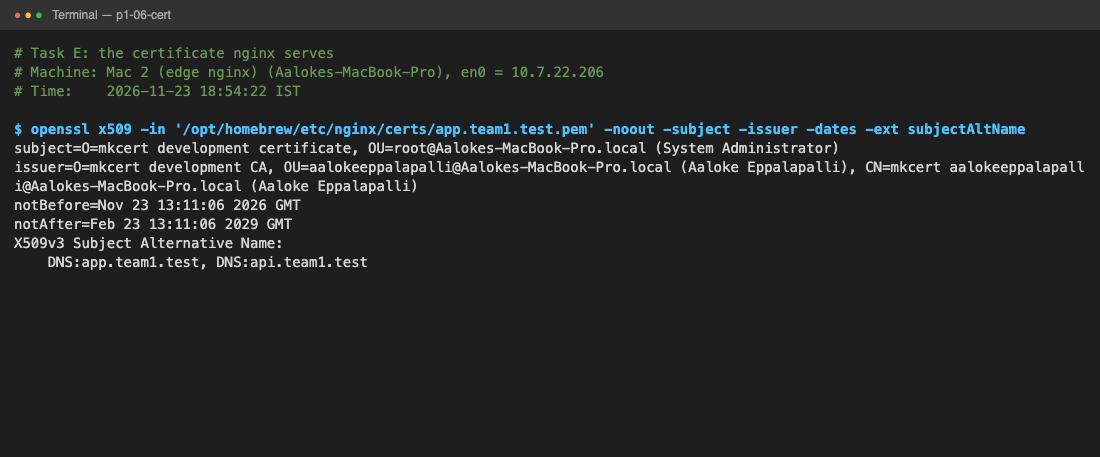 Terminal — p1-06-cert
# Task E: the certificate nginx serves
# Machine: Mac 2 (edge nginx) (Aalokes-MacBook-Pro), en0 = 10.7.22.206
# Time:    2026-11-23 18:54:22 IST
$ openssl x509 -in '/opt/homebrew/etc/nginx/certs/app.team1.test.pem' -noout -subject -issuer -dates -ext subjectAltName
subject=O=mkcert development certificate, OU=root@Aalokes-MacBook-Pro.local (System Administrator)
issuer=O=mkcert development CA, OU=aalokeeppalapalli@Aalokes-MacBook-Pro.local (Aaloke Eppalapalli), CN=mkcert aalokeeppalapall
i@Aalokes-MacBook-Pro.local (Aaloke Eppalapalli)
notBefore=Nov 23 13:11:06 2026 GMT
notAfter=Feb 23 13:11:06 2029 GMT
X509v3 Subject Alternative Name:
    DNS:app.team1.test, DNS:api.team1.test